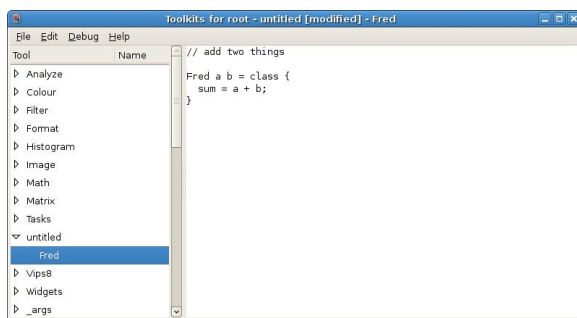 Toolkits for root - untitled [modified] - Fred
File Edit Debug Help
Tool Name
Analyze
Colour
Filter
Format
Histogram
Image
Math
Matrix
Tasks
untitled
Fred
Vips8
Widgets
_args
// add two things
Fred a b = class {
sum = a + b;
}